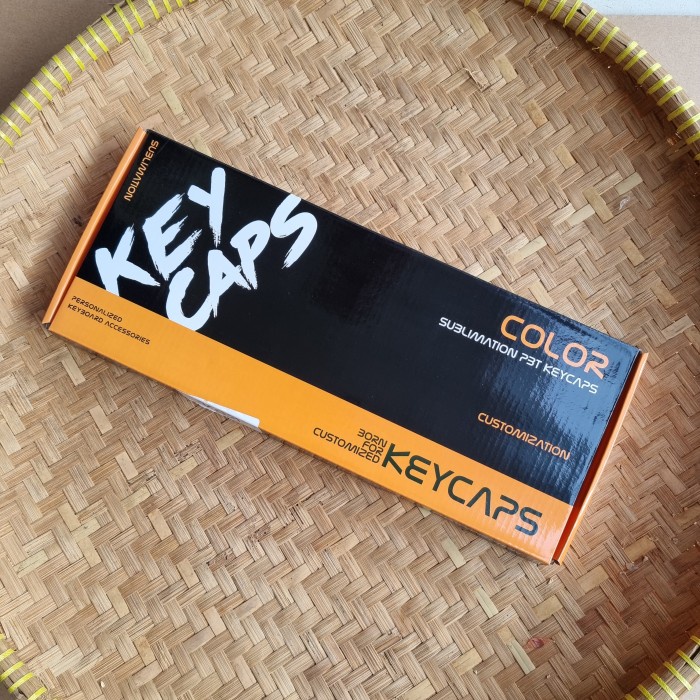 SUBLIMATION
KEY
CAPS
PERSONALIZED
KEYBOARD ACCESSORIES
COLOR
SUBLIMATION PBT KEYCAPS
CUSTOMIZATION
BORN
FOR
CUSTOMIZED
KEYCAPS